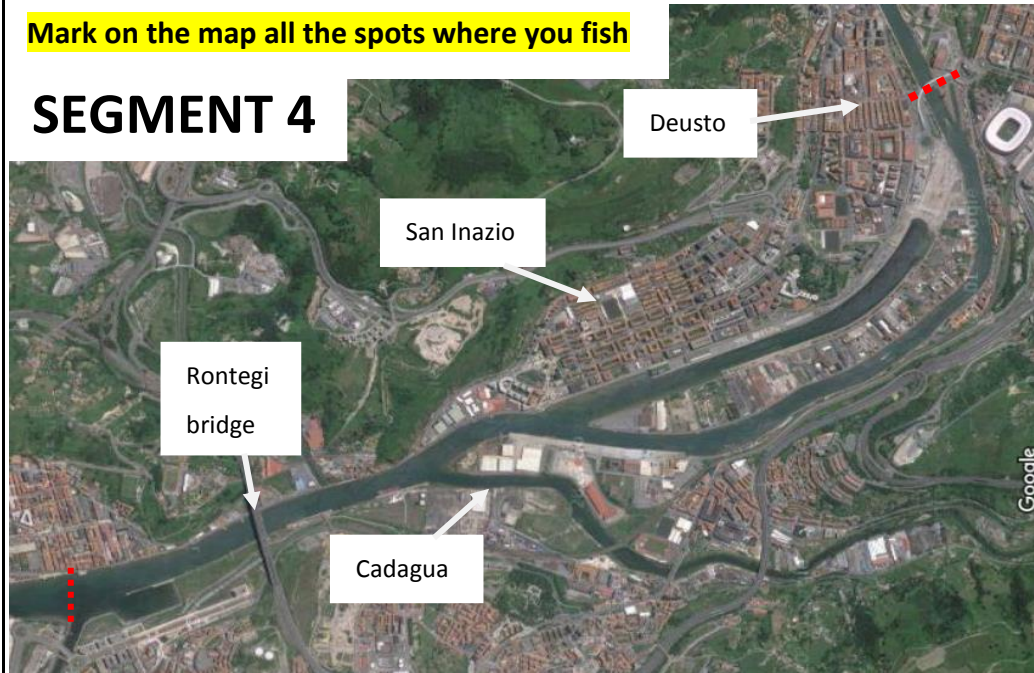 Mark on the map all the spots where you fish
SEGMENT 4
Deusto
San Inazio
Rontegi
bridge
Cadagua
Google